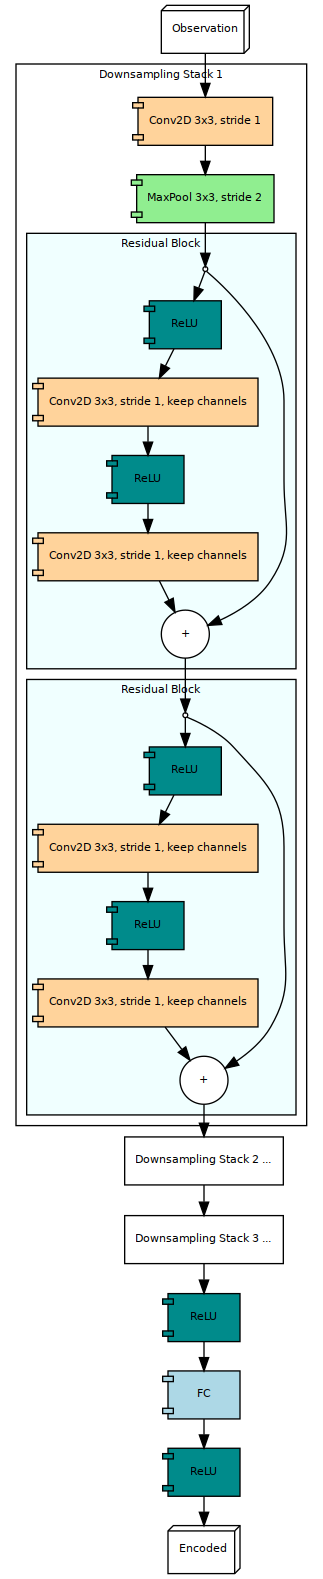 Observation
Downsampling Stack 1
Conv2D 3x3, stride 1
MaxPool 3x3, stride 2
Residual Block
ReLU
Conv2D 3x3, stride 1, keep channels
ReLU
Conv2D 3x3, stride 1, keep channels
+
Residual Block
ReLU
Conv2D 3x3, stride 1, keep channels
ReLU
Conv2D 3x3, stride 1, keep channels
+
Downsampling Stack 2 ...
Downsampling Stack 3 ...
ReLU
FC
ReLU
Encoded